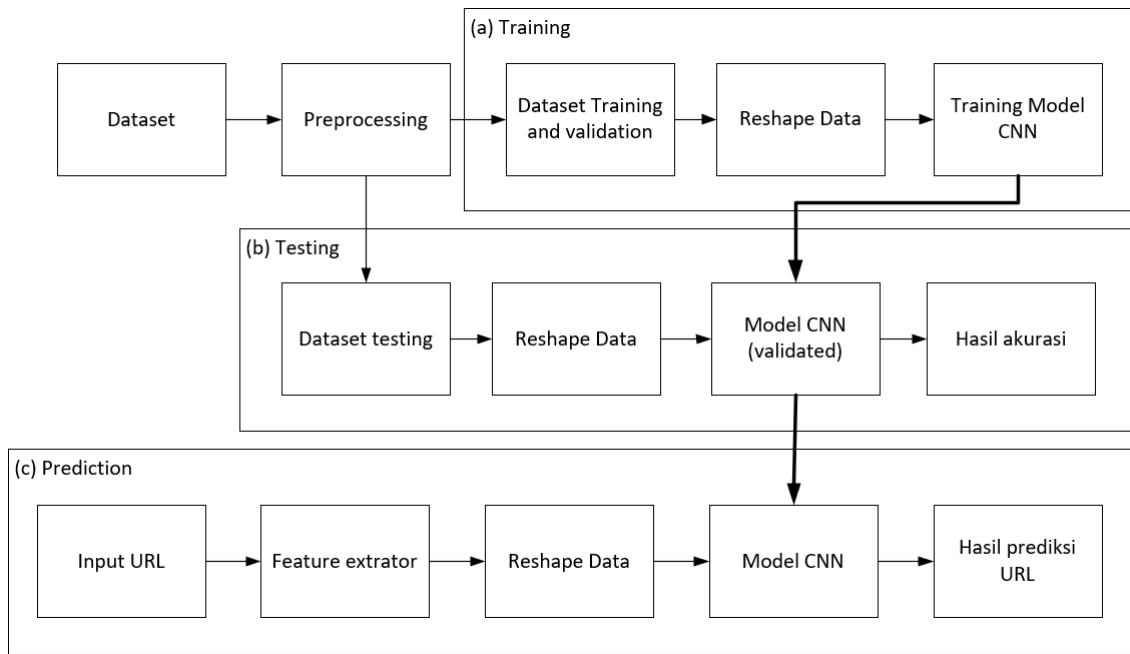 (a) Training
Dataset
Preprocessing
Dataset Training
and validation
Reshape Data
Training Model
CNN
(b) Testing
Dataset testing
Reshape Data
Model CNN
(validated)
Hasil akurasi
(c) Prediction
Input URL
Feature extrator
Reshape Data
Model CNN
Hasil prediksi
URL